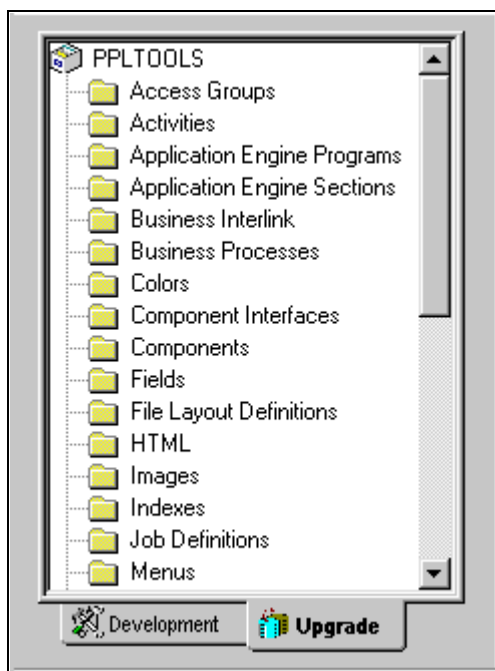 PPLTOOLS
Access Groups
Activities
Application Engine Programs
Application Engine Sections
Business Interlink
Business Processes
Colors
Component Interfaces
Components
Fields
File Layout Definitions
HTML
Images
Indexes
Job Definitions
Menus
Development Upgrade